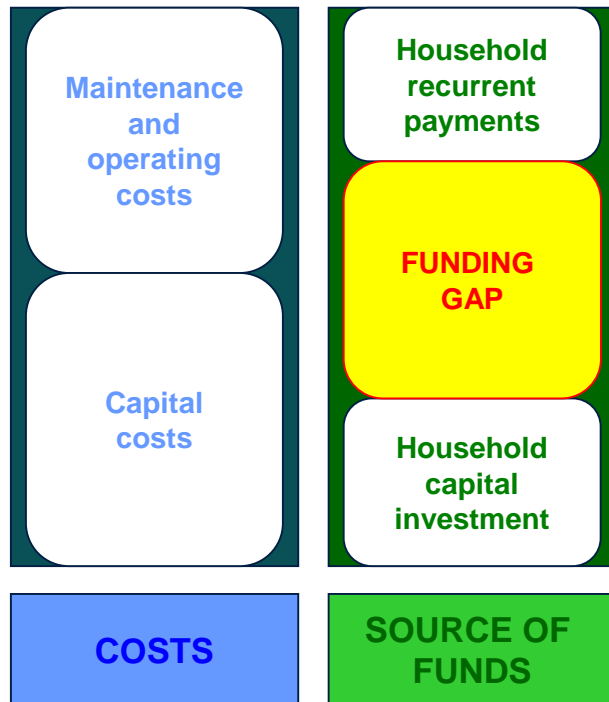 Maintenance
and
operating
costs
Capital
costs
COSTS
Household
recurrent
payments
FUNDING
GAP
Household
capital
investment
SOURCE OF
FUNDS